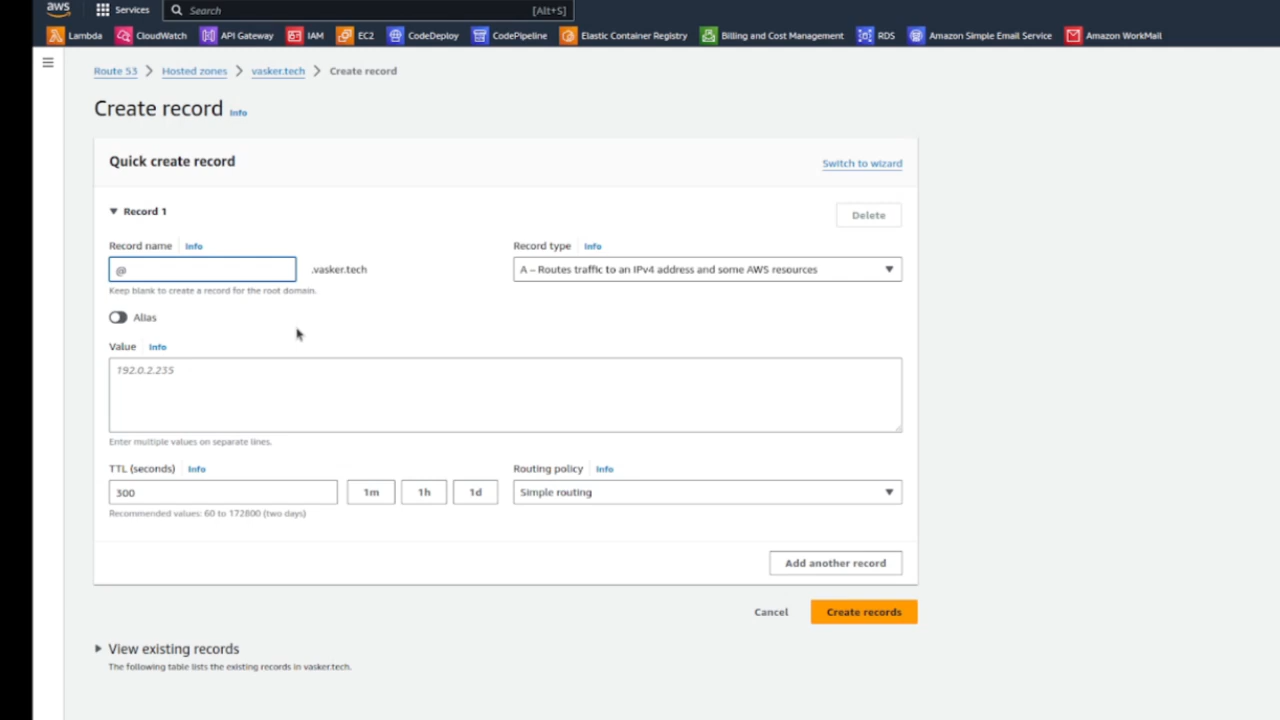 aws Services Search [Alt+S]
Lambda CloudWatch API Gateway IAM EC2 CodeDeploy CodePipeline Elastic Container Registry Billing and Cost Management RDS Amazon Simple Email Service Amazon WorkMail
Route 53 Hosted zones vasker.tech Create record
Create record Info
Quick create record Switch to wizard
Record 1 Delete
Record name Info Record type Info
@ .vasker.tech A – Routes traffic to an IPv4 address and some AWS resources
Keep blank to create a record for the root domain.
Alias
Value Info
192.0.2.235
Enter multiple values on separate lines.
TTL (seconds) Info Routing policy Info
300 1m 1h 1d Simple routing
Recommended values: 60 to 172800 (two days)
Add another record
Cancel Create records
View existing records
The following table lists the existing records in vasker.tech.